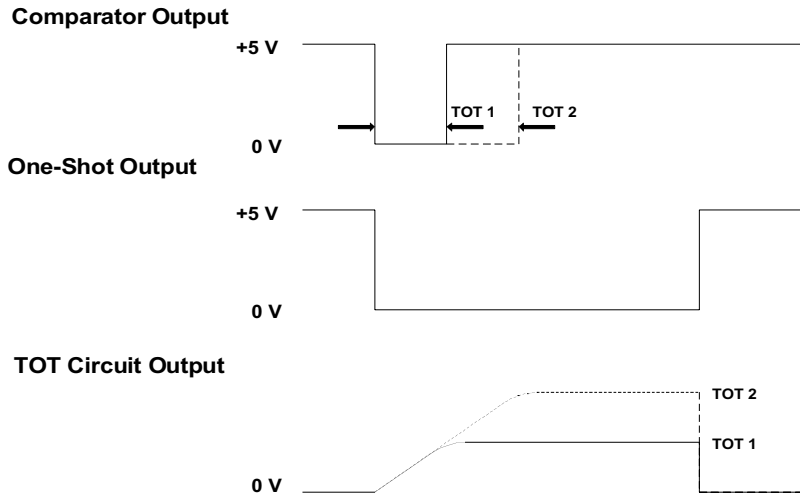 Comparator Output
+5 V
TOT 1 TOT 2
0 V
One-Shot Output
+5 V
0 V
TOT Circuit Output
TOT 2
TOT 1
0 V